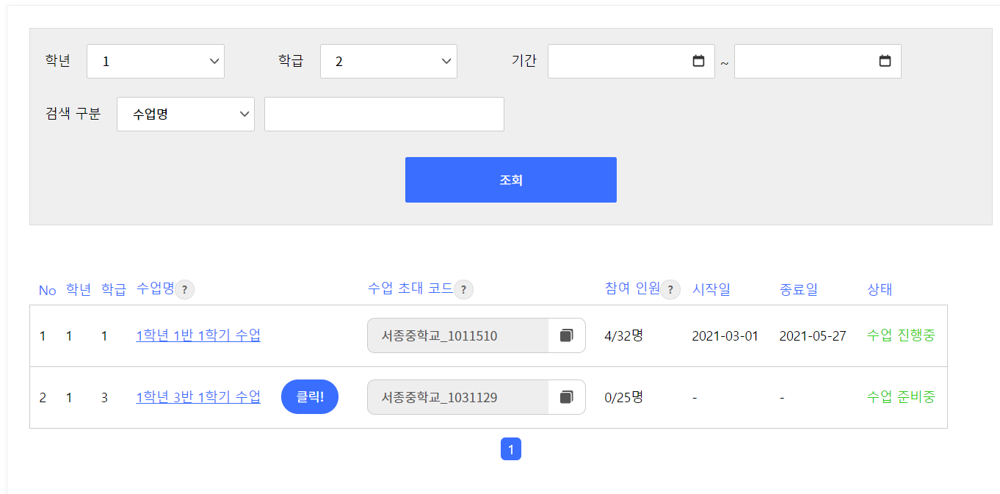 학년 1 학급 2 기간 ~
검색 구분 수업명
조회
No 학년 학급 수업명 ? 수업 초대 코드 ? 참여 인원 ? 시작일 종료일 상태
1 1 1 1학년 1반 1학기 수업 서종중학교_1011510 4/32명 2021-03-01 2021-05-27 수업 진행중
2 1 3 1학년 3반 1학기 수업 클릭! 서종중학교_1031129 0/25명 - - 수업 준비중
1